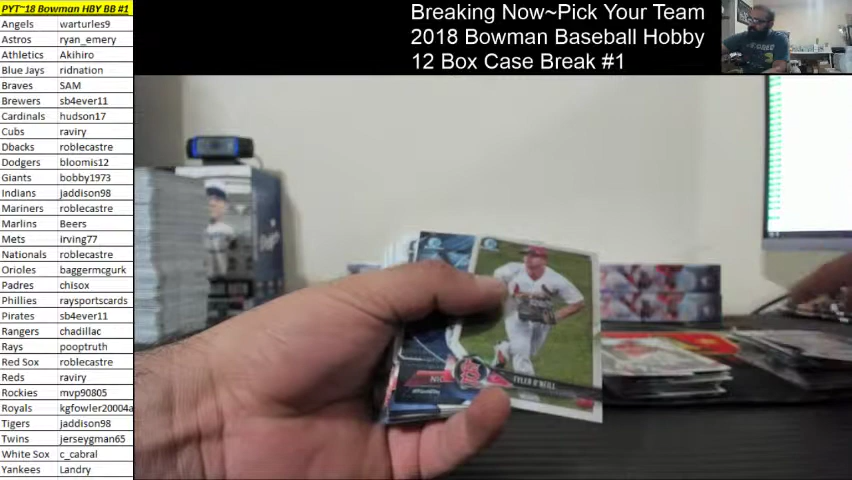 PYT~18 Bowman HBY BB #1
Angels warturles9
Astros ryan_emery
Athletics Akihiro
Blue Jays ridnation
Braves SAM
Brewers sb4ever11
Cardinals hudson17
Cubs raviry
Dbacks roblecastre
Dodgers bloomis12
Giants bobby1973
Indians jaddison98
Mariners roblecastre
Marlins Beers
Mets irving77
Nationals roblecastre
Orioles baggermcgurk
Padres chisox
Phillies raysportscards
Pirates sb4ever11
Rangers chadillac
Rays pooptruth
Red Sox roblecastre
Reds raviry
Rockies mvp90805
Royals kgfowler20004a
Tigers jaddison98
Twins jerseygman65
White Sox c_cabral
Yankees Landry
Breaking Now~Pick Your Team
2018 Bowman Baseball Hobby
12 Box Case Break #1
TYLER O'NEILL